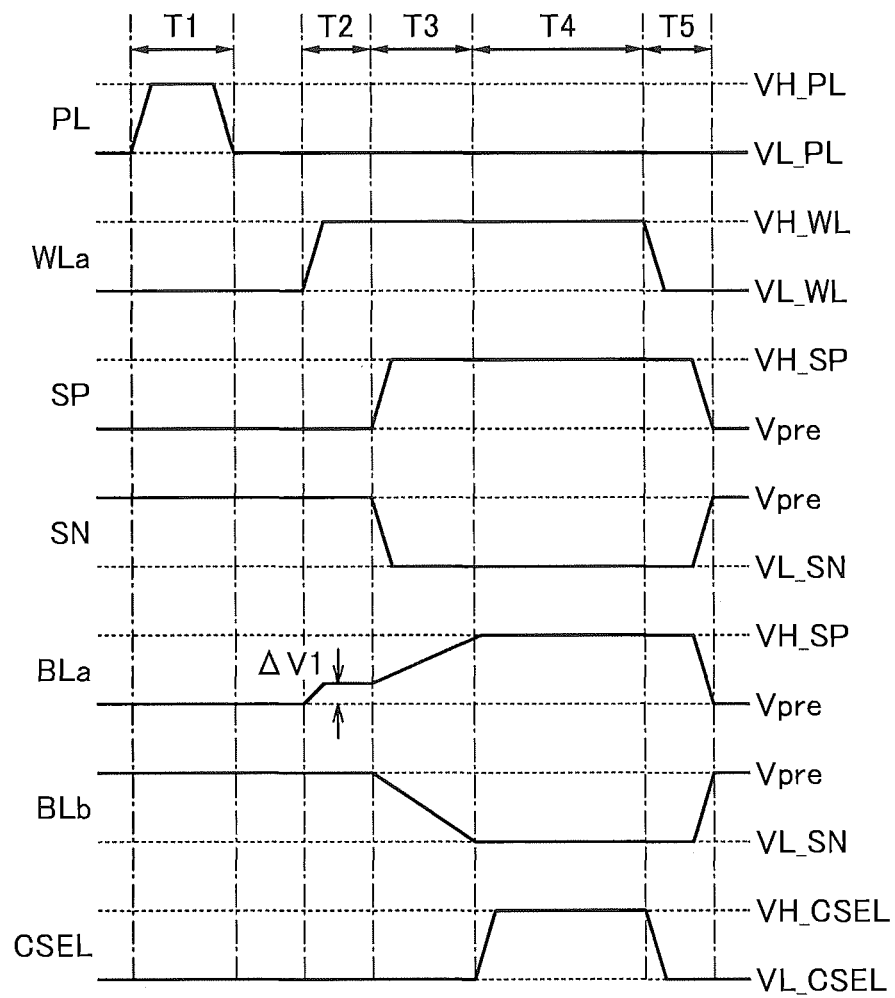 T1 T2 T3 T4 T5
PL
VH_PL
VL_PL
WLa
VH_WL
VL_WL
SP
VH_SP
Vpre
SN
Vpre
VL_SN
BLa
ΔV1
VH_SP
Vpre
BLb
Vpre
VL_SN
CSEL
VH_CSEL
VL_CSEL